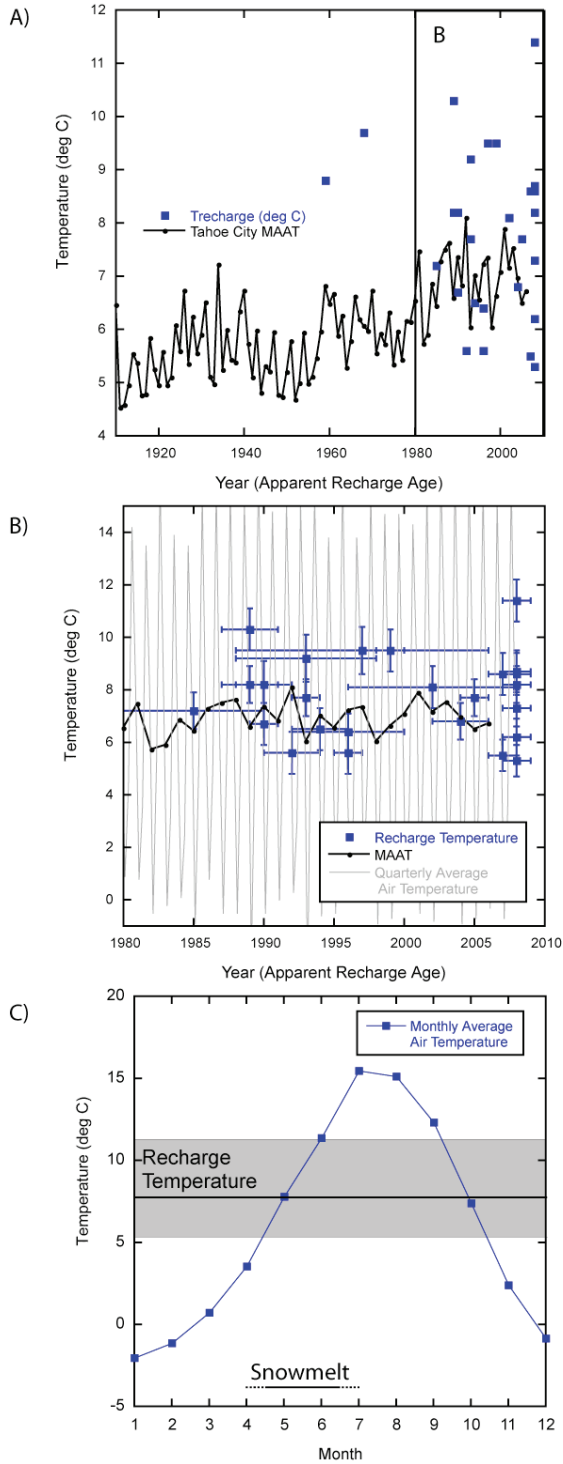 A)
12
11
10
9
8
7
6
5
4
Temperature (deg C)
B
Trecharge (deg C)
Tahoe City MAAT
1920
1940
1960
1980
2000
Year (Apparent Recharge Age)
B)
14
12
10
8
6
4
2
0
Temperature (deg C)
Recharge Temperature
MAAT
Quarterly Average
Air Temperature
1980
1985
1990
1995
2000
2005
2010
Year (Apparent Recharge Age)
C)
20
15
10
5
0
-5
Temperature (deg C)
Monthly Average
Air Temperature
Recharge
Temperature
Snowmelt
1
2
3
4
5
6
7
8
9
10
11
12
Month